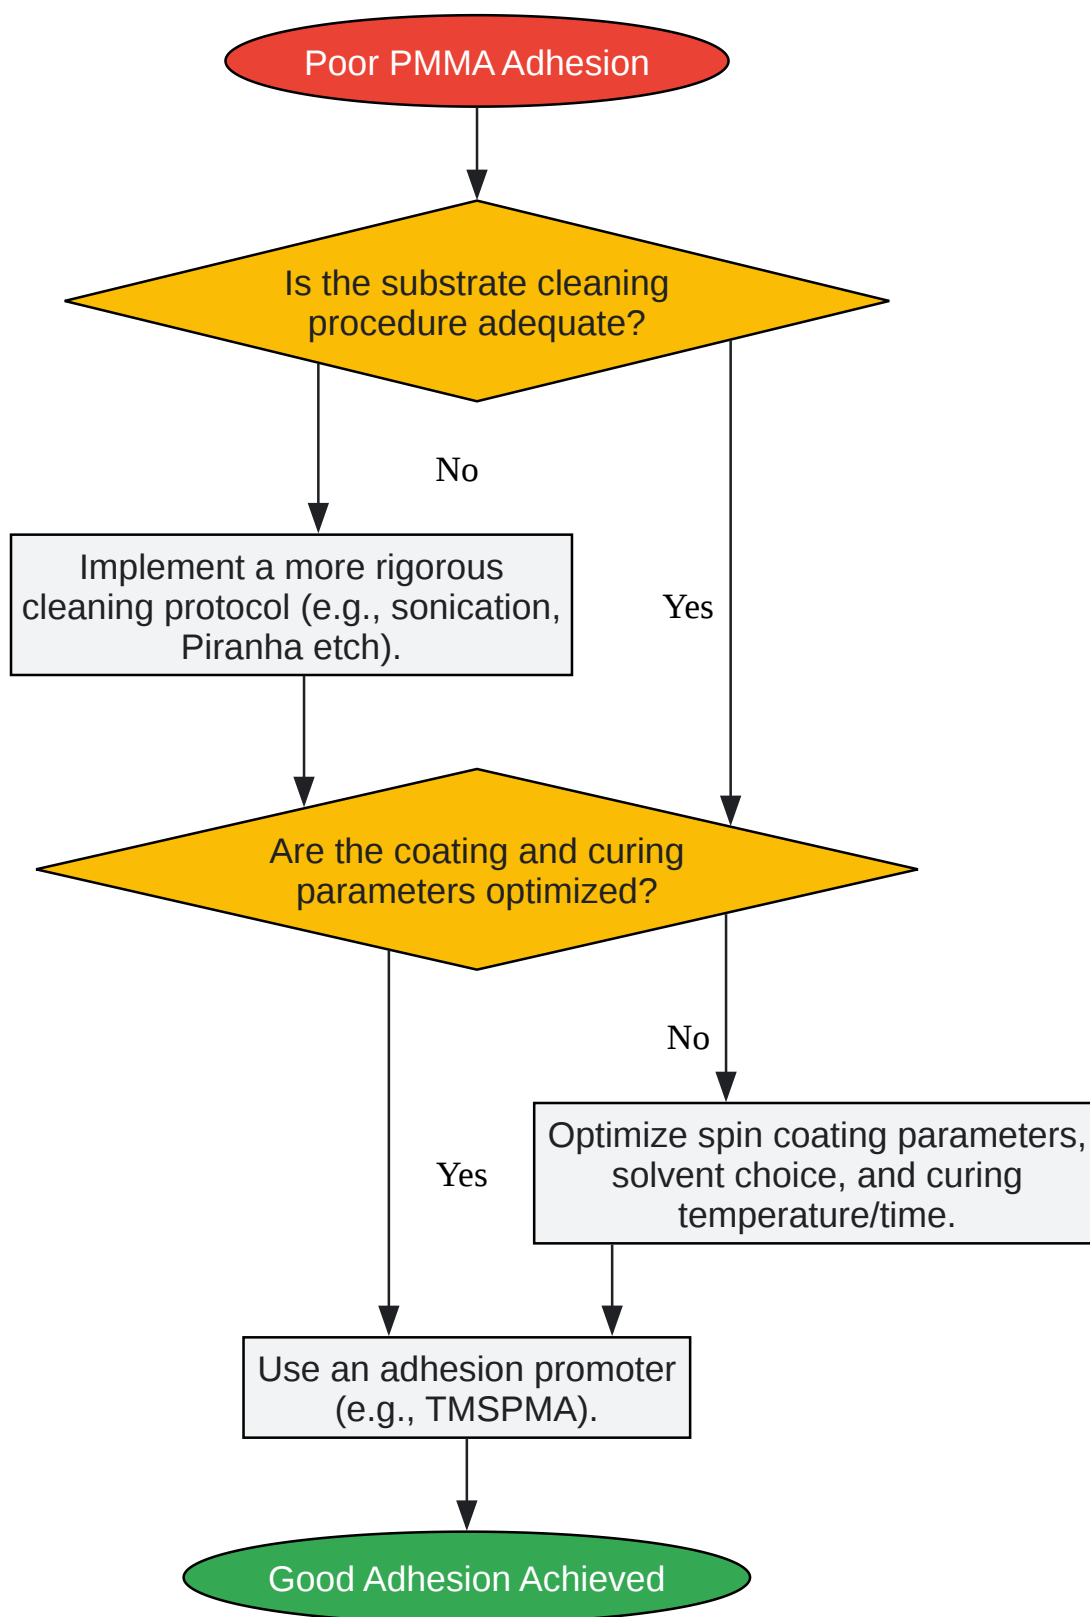 Poor PMMA Adhesion
Is the substrate cleaning
procedure adequate?
No
Implement a more rigorous
cleaning protocol (e.g., sonication,
Piranha etch).
Yes
Are the coating and curing
parameters optimized?
No
Optimize spin coating parameters,
solvent choice, and curing
temperature/time.
Yes
Use an adhesion promoter
(e.g., TMSPMA).
Good Adhesion Achieved